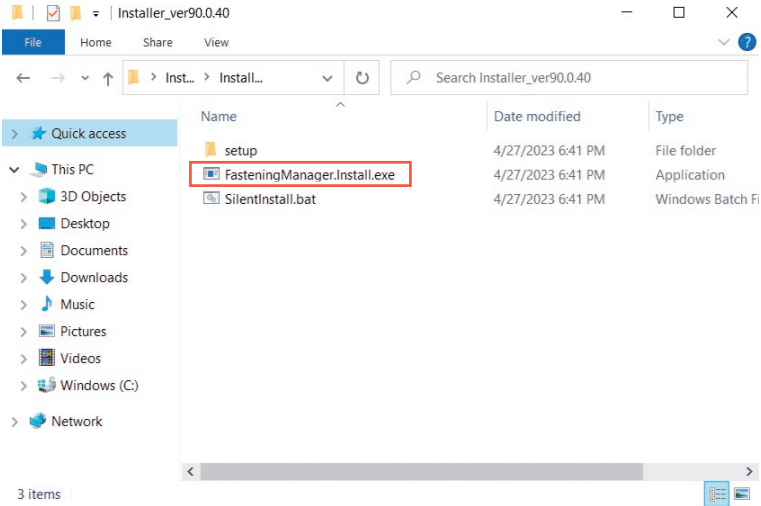 Installer_ver90.0.40
File Home Share View
Inst... Install... Search Installer_ver90.0.40
Name Date modified Type
Quick access
This PC
3D Objects
Desktop
Documents
Downloads
Music
Pictures
Videos
Windows (C:)
Network
setup 4/27/2023 6:41 PM File folder
FasteningManager.Install.exe 4/27/2023 6:41 PM Application
SilentInstall.bat 4/27/2023 6:41 PM Windows Batch Fi
3 items